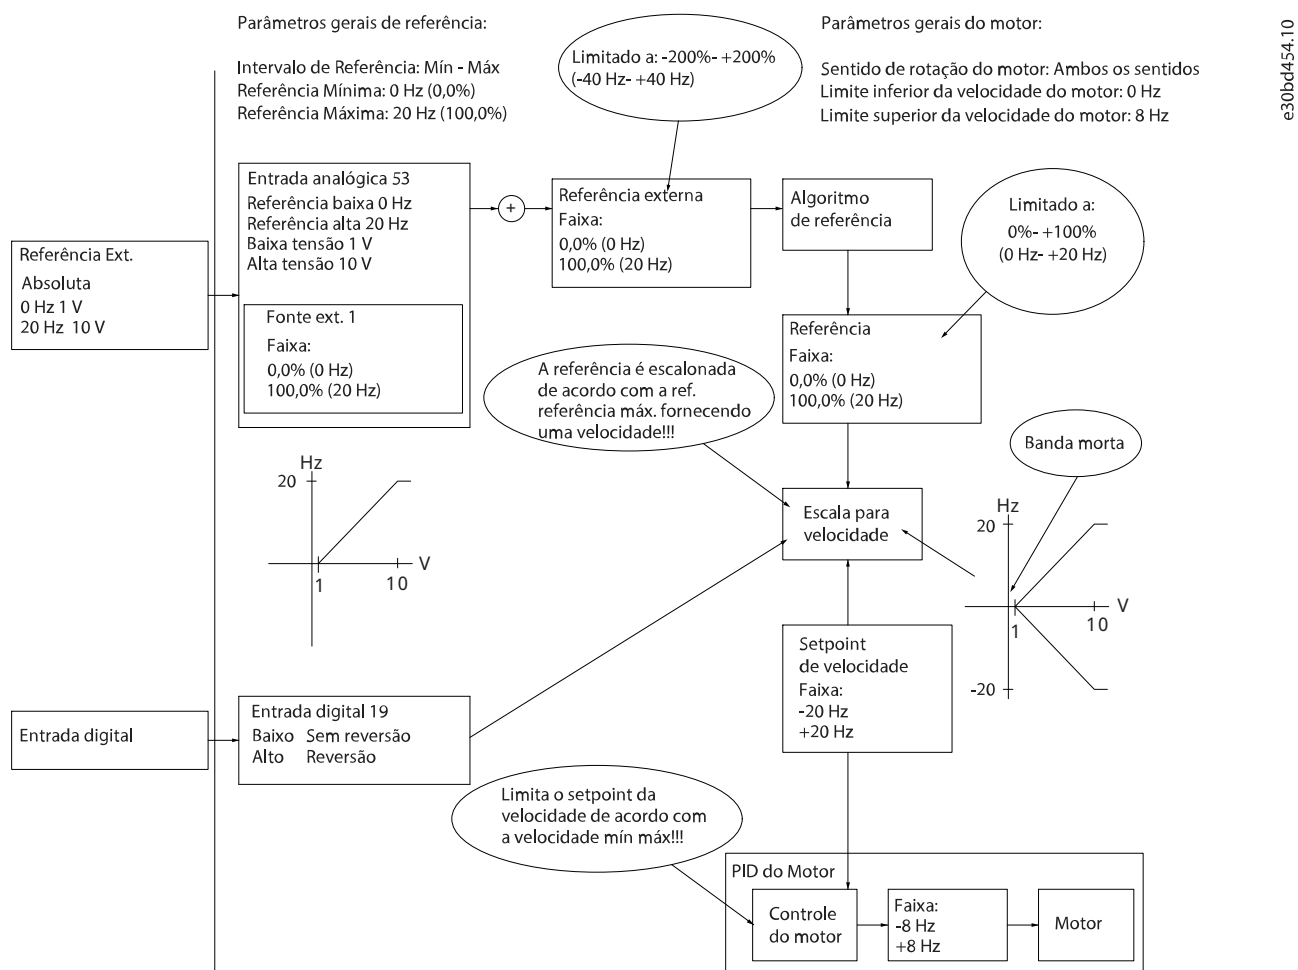 Parâmetros gerais de referência:
Intervalo de Referência: Mín - Máx
Referência Mínima: 0 Hz (0,0%)
Referência Máxima: 20 Hz (100,0%)
Limitado a: -200%- +200%
(-40 Hz- +40 Hz)
Parâmetros gerais do motor:
Sentido de rotação do motor: Ambos os sentidos
Limite inferior da velocidade do motor: 0 Hz
Limite superior da velocidade do motor: 8 Hz
e30bd454.10
Referência Ext.
Absoluta
0 Hz 1 V
20 Hz 10 V
Entrada analógica 53
Referência baixa 0 Hz
Referência alta 20 Hz
Baixa tensão 1 V
Alta tensão 10 V
Fonte ext. 1
Faixa:
0,0% (0 Hz)
100,0% (20 Hz)
+
Referência externa
Faixa:
0,0% (0 Hz)
100,0% (20 Hz)
Algoritmo
de referência
Limitado a:
0%- +100%
(0 Hz- +20 Hz)
Referência
Faixa:
0,0% (0 Hz)
100,0% (20 Hz)
A referência é escalonada
de acordo com a ref.
referência máx. fornecendo
uma velocidade!!!
Banda morta
Hz
20
V
1
10
Escala para
velocidade
Hz
20
V
1
10
-20
Setpoint
de velocidade
Faixa:
-20 Hz
+20 Hz
Entrada digital
Entrada digital 19
Baixo Sem reversão
Alto Reversão
Limita o setpoint da
velocidade de acordo com
a velocidade mín máx!!!
PID do Motor
Controle
do motor
Faixa:
-8 Hz
+8 Hz
Motor